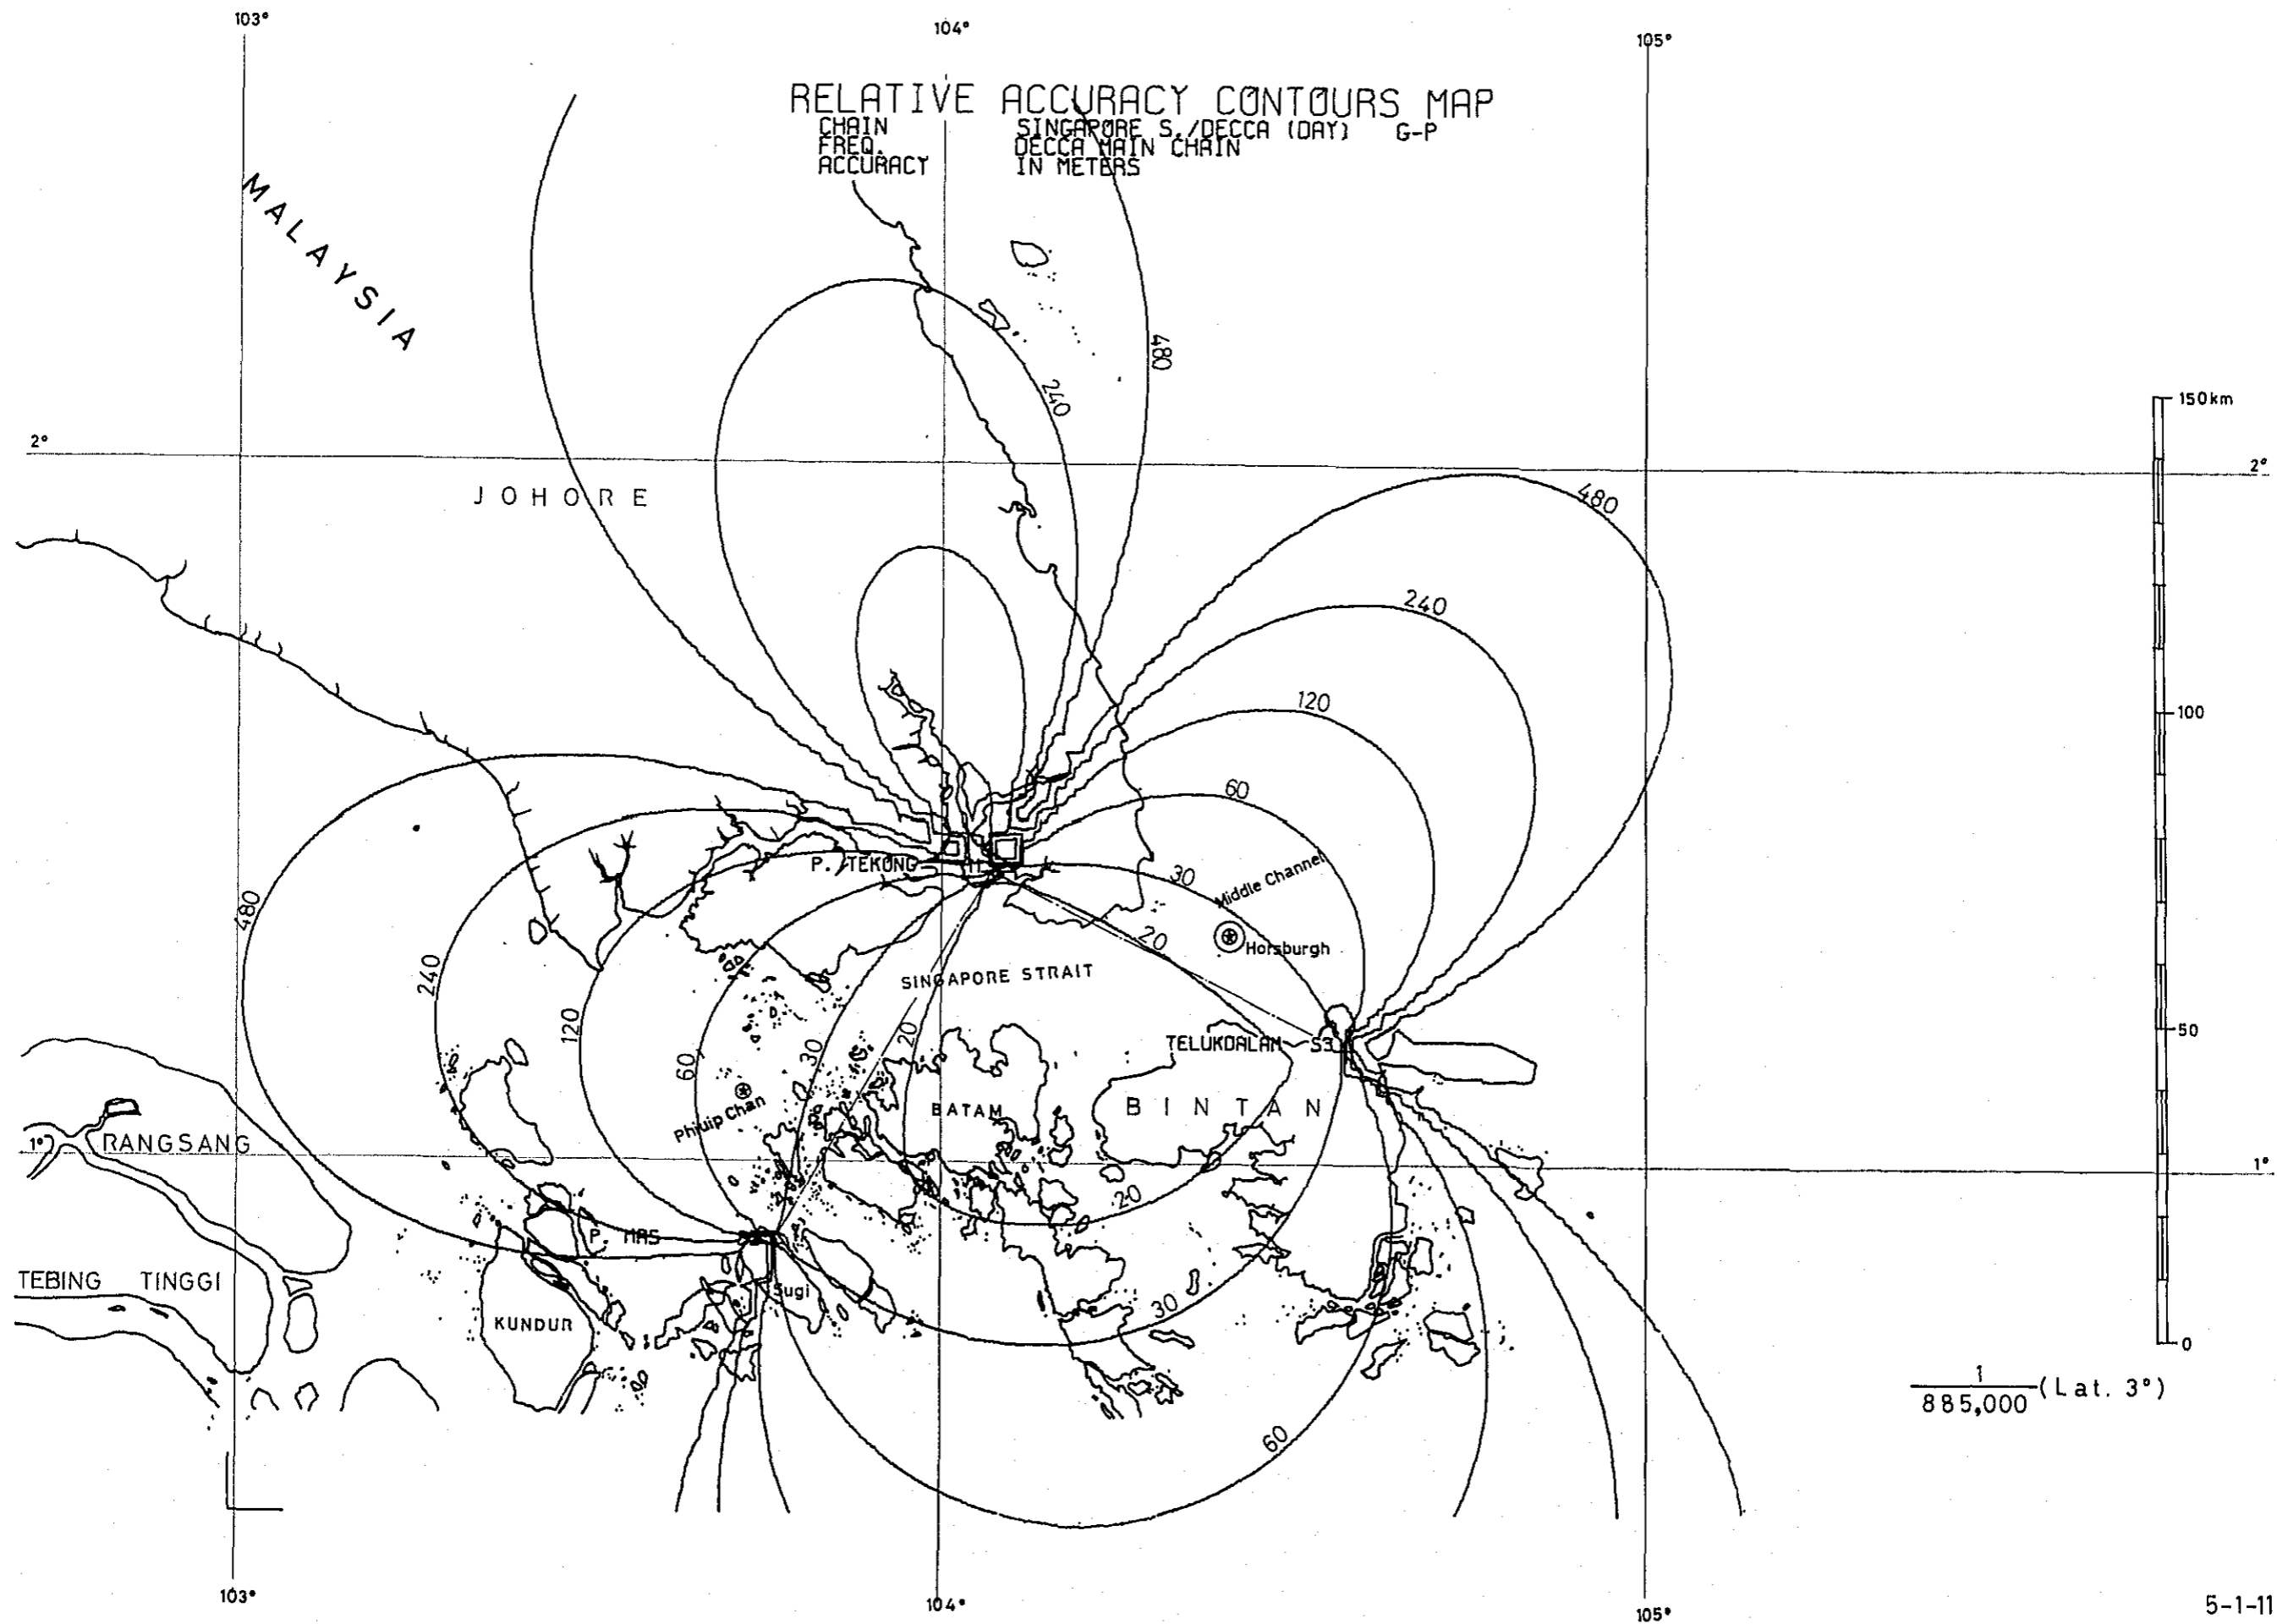 103°
104°
105°
RELATIVE ACCURACY CONTOURS MAP
CHAIN SINGAPORE S./DECCA (DAY) G-P
FREQ. DECCA MAIN CHAIN
ACCURACY IN METERS
MALAYSIA
480
240
150km
2°
2°
JOHORE
480
240
120
100
60
P. TEKONG
30
Middle Channel
480
20
Horsburgh
240
SINGAPORE STRAIT
120
20
50
30
TELUKDALAM S3
60
BATAM
BINTAN
Phiuip Chan
1°
RANGSANG
1°
20
P. MAS
TEBING TINGGI
Sugi
30
KUNDUR
0
1
885,000 (Lat. 3°)
60
103°
104°
105°
5-1-11